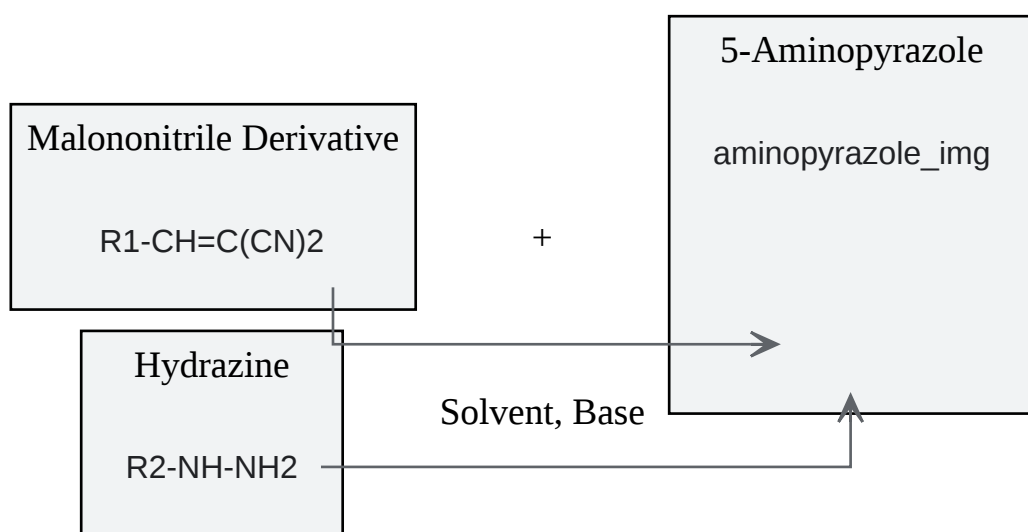 5-Aminopyrazole
aminopyrazole_img
Malononitrile Derivative
R1-CH=C(CN)2
+
Hydrazine
R2-NH-NH2
Solvent, Base